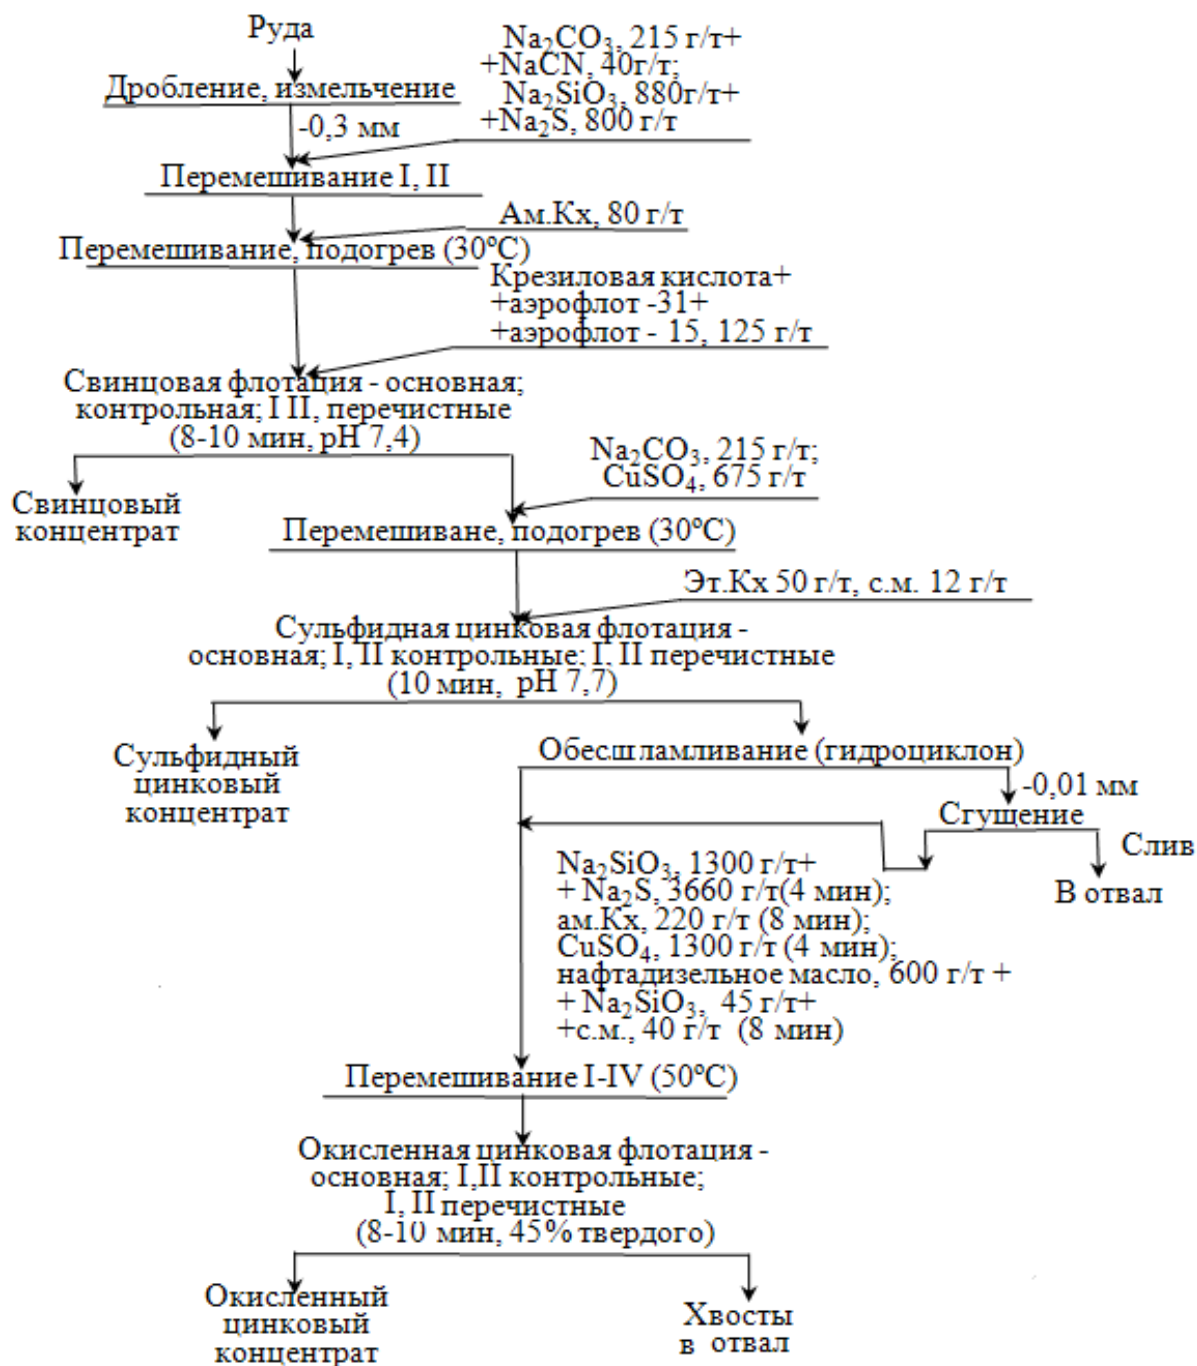 Руда
Na₂CO₃, 215 г/т+
+NaCN, 40г/т;
Na₂SiO₃, 880г/т+
+Na₂S, 800 г/т
Дробление, измельчение
-0,3 мм
Перемешивание I, II
Ам.Кх, 80 г/т
Перемешивание, подогрев (30ºС)
Крезиловая кислота+
+аэрофлот -31+
+аэрофлот - 15, 125 г/т
Свинцовая флотация - основная;
контрольная; I II, перечистные
(8-10 мин, pH 7,4)
Na₂CO₃, 215 г/т;
CuSO₄, 675 г/т
Свинцовый
концентрат
Перемешиване, подогрев (30ºС)
Эт.Кх 50 г/т, с.м. 12 г/т
Сульфидная цинковая флотация -
основная; I, II контрольные; I, II перечистные
(10 мин, pH 7,7)
Сульфидный
цинковый
концентрат
Обесшламливание (гидроциклон)
-0,01 мм
Сгущение
Слив
В отвал
Na₂SiO₃, 1300 г/т+
+ Na₂S, 3660 г/т(4 мин);
ам.Кх, 220 г/т (8 мин);
CuSO₄, 1300 г/т (4 мин);
нафтадизельное масло, 600 г/т +
+ Na₂SiO₃, 45 г/т+
+с.м., 40 г/т (8 мин)
Перемешивание I-IV (50ºС)
Окисленная цинковая флотация -
основная; I,II контрольные;
I, II перечистные
(8-10 мин, 45% твердого)
Окисленный
цинковый
концентрат
Хвосты
в отвал